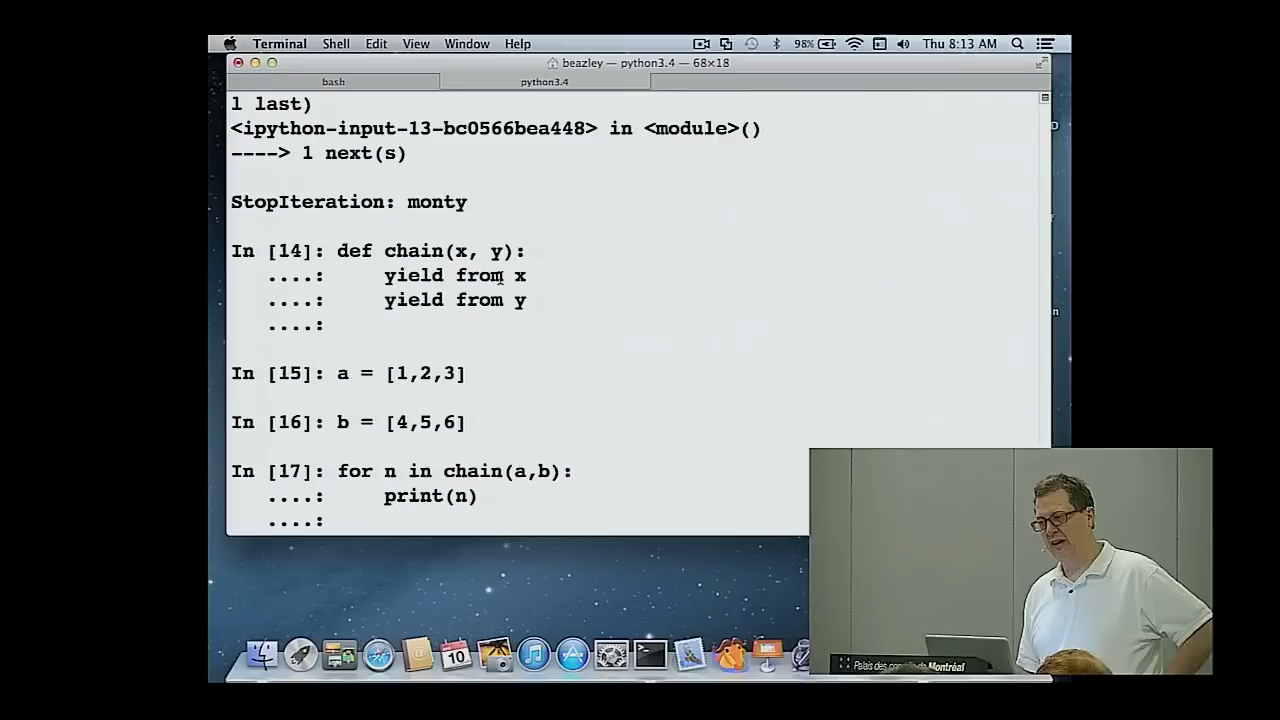 Terminal Shell Edit View Window Help 98% Thu 8:13 AM
beazley — python3.4 — 68×18
bash python3.4
1 last)
<ipython-input-13-bc0566bea448> in <module>()
----> 1 next(s)

StopIteration: monty

In [14]: def chain(x, y):
   ....:     yield from x
   ....:     yield from y
   ....:

In [15]: a = [1,2,3]

In [16]: b = [4,5,6]

In [17]: for n in chain(a,b):
   ....:     print(n)
   ....:
10
Palais des congrès de Montréal